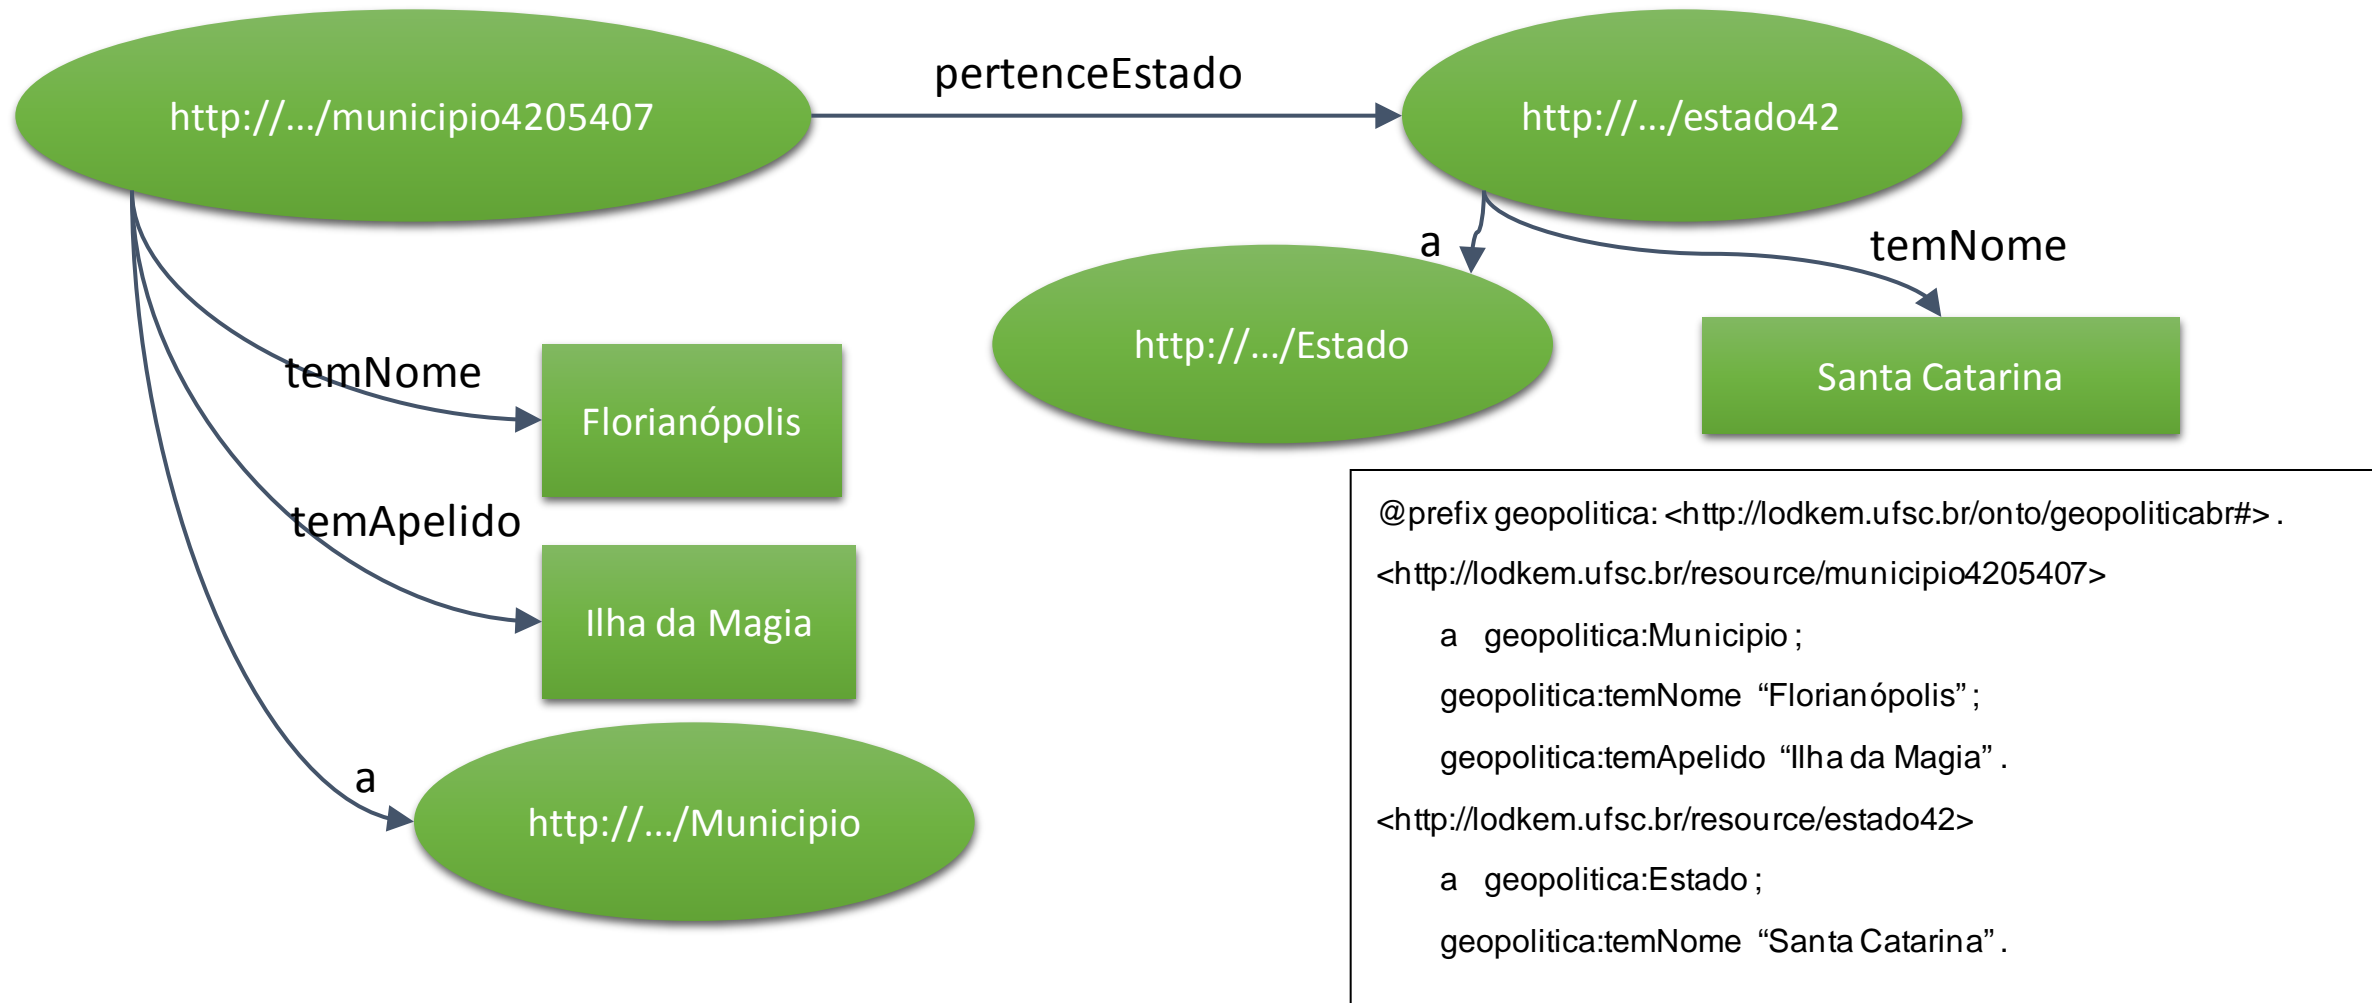 http://.../municipio4205407
pertenceEstado
http://.../estado42
a
temNome
http://.../Estado
Santa Catarina
temNome
Florianópolis
temApelido
Ilha da Magia
a
http://.../Municipio
@prefix geopolitica: <http://lodkem.ufsc.br/onto/geopoliticabr#> .
<http://lodkem.ufsc.br/resource/municipio4205407>
a geopolitica:Municipio ;
geopolitica:temNome “Florianópolis” ;
geopolitica:temApelido “Ilha da Magia” .
<http://lodkem.ufsc.br/resource/estado42>
a geopolitica:Estado ;
geopolitica:temNome “Santa Catarina” .